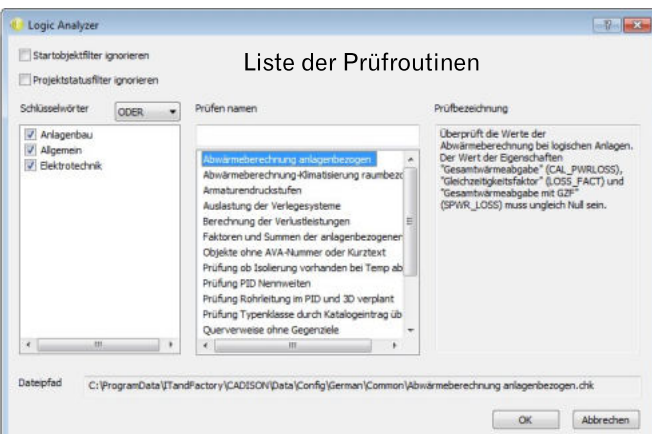 Logic Analyzer
Startobjektfilter ignorieren
Liste der Prüfroutinen
Projektstatusfilter ignorieren
Schlüsselwörter
ODER
Prüfen namen
Prüfbezeichnung
Anlagenbau
Allgemein
Elektrotechnik
Abwärmeberechnung anlagenbezogen
Abwärmeberechnung-Klimatisierung raumbezo
Armaturendruckstufen
Auslastung der Verlegesysteme
Berechnung der Verlustleistungen
Faktoren und Summen der anlagenbezogener
Objekte ohne AVA-Nummer oder Kurztext
Prüfung ob Isolierung vorhanden bei Temp ab
Prüfung PID Nennweiten
Prüfung Rohrleitung im PID und 3D verplant
Prüfung Typenklasse durch Katalogeintrag üb
Querverweise ohne Gegenziele
Überprüft die Werte der
Abwärmeberechnung bei logischen Anlagen.
Der Wert der Eigenschaften
"Gesamtwärmeabgabe" (CAL_PWRLOSS),
"Gleichzeitigkeitsfaktor" (LOSS_FACT) und
"Gesamtwärmeabgabe mit GZF"
(SPWR_LOSS) muss ungleich Null sein.
Dateipfad
C:\ProgramData\ITandFactory\CADISON\Data\Config\German\Common\Abwärmeberechnung anlagenbezogen.chk
OK
Abbrechen